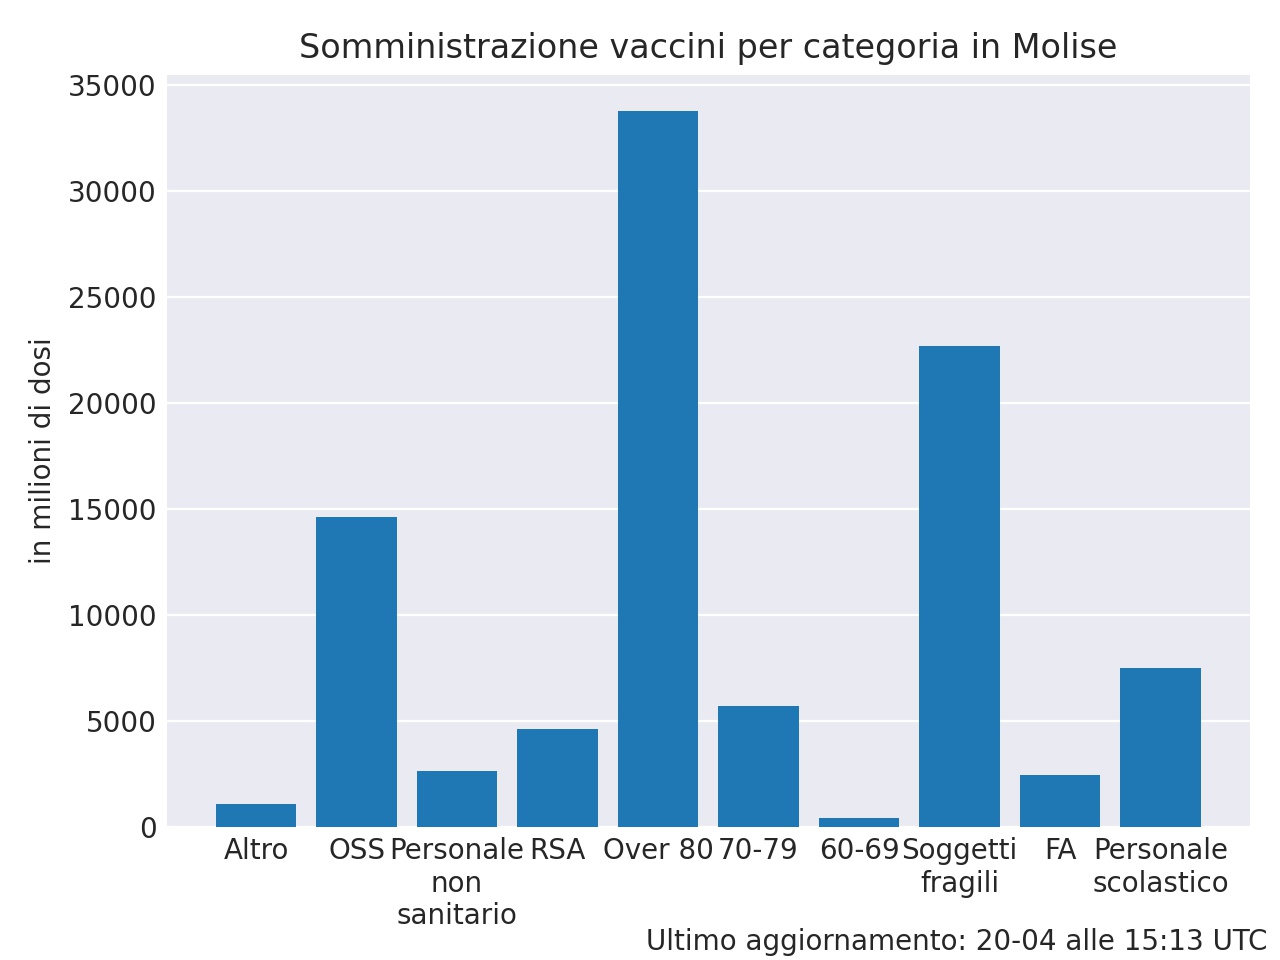 Somministrazione vaccini per categoria in Molise
in milioni di dosi
35000
30000
25000
20000
15000
10000
5000
0
Altro
OSS
Personale
non
sanitario
RSA
Over 80
70-79
60-69
Soggetti
fragili
FA
Personale
scolastico
Ultimo aggiornamento: 20-04 alle 15:13 UTC